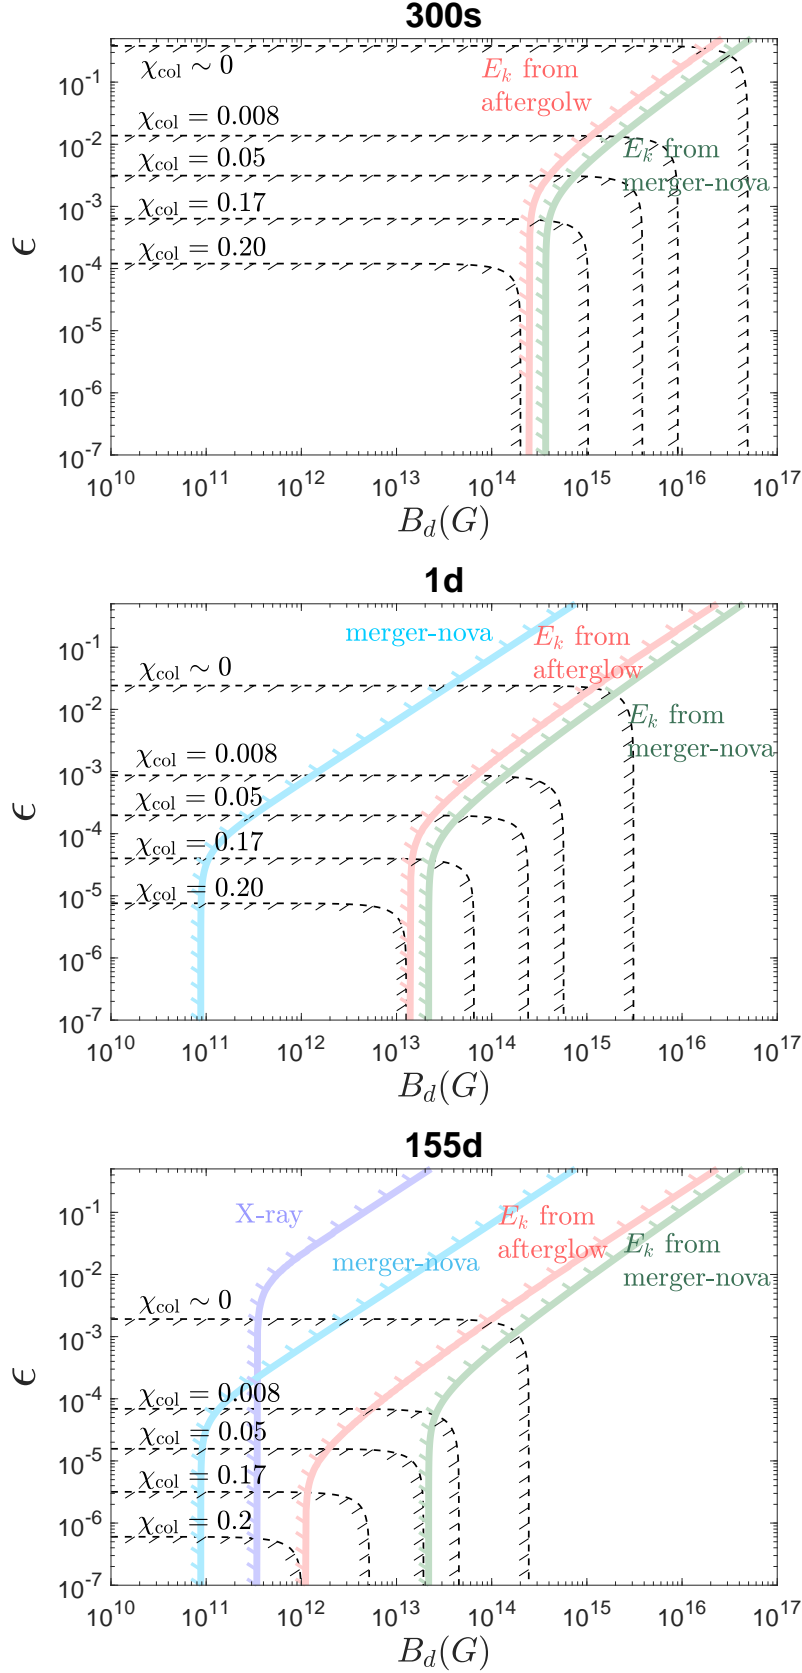 300s
χcol ∼ 0
Ek from
aftergolw
χcol = 0.008
Ek from
merger-nova
χcol = 0.05
χcol = 0.17
χcol = 0.20
ϵ
10^-1
10^-2
10^-3
10^-4
10^-5
10^-6
10^-7
10^10 10^11 10^12 10^13 10^14 10^15 10^16 10^17
Bd(G)
1d
merger-nova
Ek from
afterglow
χcol ∼ 0
Ek from
merger-nova
χcol = 0.008
χcol = 0.05
χcol = 0.17
χcol = 0.20
ϵ
10^-1
10^-2
10^-3
10^-4
10^-5
10^-6
10^-7
10^10 10^11 10^12 10^13 10^14 10^15 10^16 10^17
Bd(G)
155d
X-ray
Ek from
afterglow
merger-nova
Ek from
merger-nova
χcol ∼ 0
χcol = 0.008
χcol = 0.05
χcol = 0.17
χcol = 0.2
ϵ
10^-1
10^-2
10^-3
10^-4
10^-5
10^-6
10^-7
10^10 10^11 10^12 10^13 10^14 10^15 10^16 10^17
Bd(G)